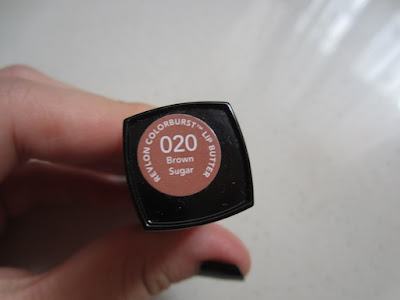 REVLON COLORBURST™ LIP BUTTER
020
Brown
Sugar